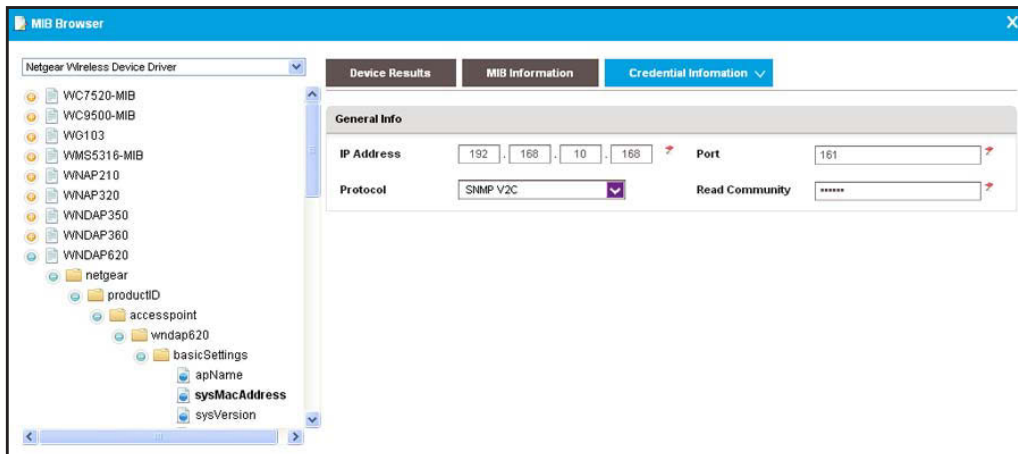 MIB Browser X
Netgear Wireless Device Driver
Device Results MIB Information Credential Infomation
WC7520-MIB
WC9500-MIB
WG103
WMS5316-MIB
WNAP210
WNAP320
WNDAP350
WNDAP360
WNDAP620
netgear
productID
accesspoint
wndap620
basicSettings
apName
sysMacAddress
sysVersion
General Info
IP Address 192 . 168 . 10 . 168 Port 161
Protocol SNMP V2C Read Community ••••••